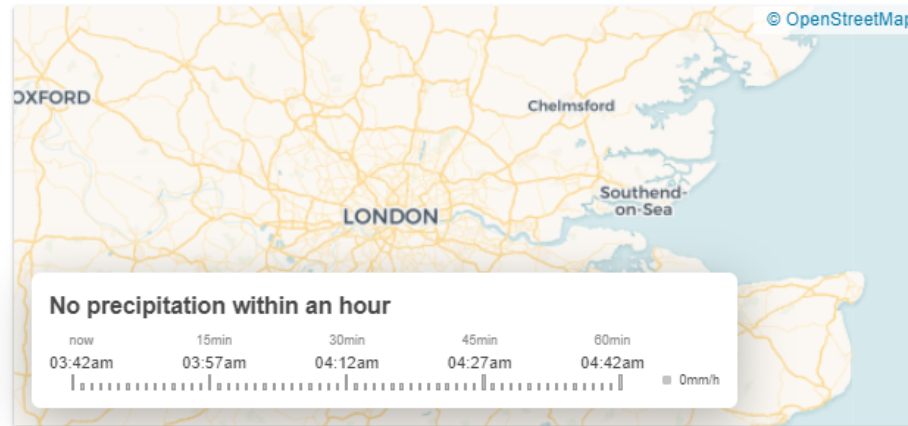 © OpenStreetMap
OXFORD
Chelmsford
Southend-
on-Sea
LONDON
No precipitation within an hour
now 15min 30min 45min 60min
03:42am 03:57am 04:12am 04:27am 04:42am
0mm/h